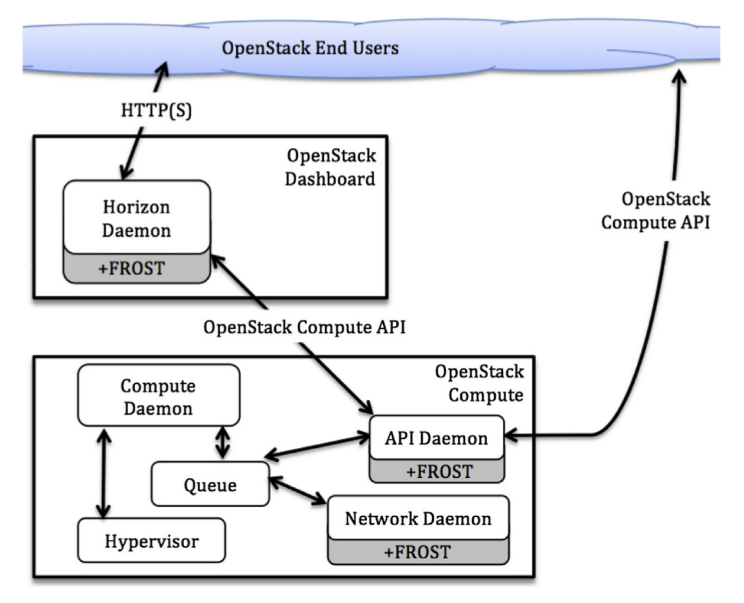 OpenStack End Users
HTTP(S)
OpenStack
Dashboard
Horizon
Daemon
+FROST
OpenStack
Compute API
OpenStack Compute API
OpenStack
Compute
Compute
Daemon
API Daemon
+FROST
Queue
Network Daemon
+FROST
Hypervisor